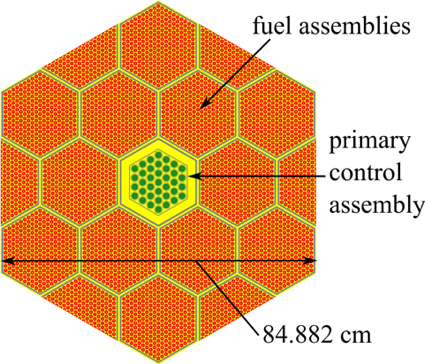 fuel assemblies
primary
control
assembly
84.882 cm